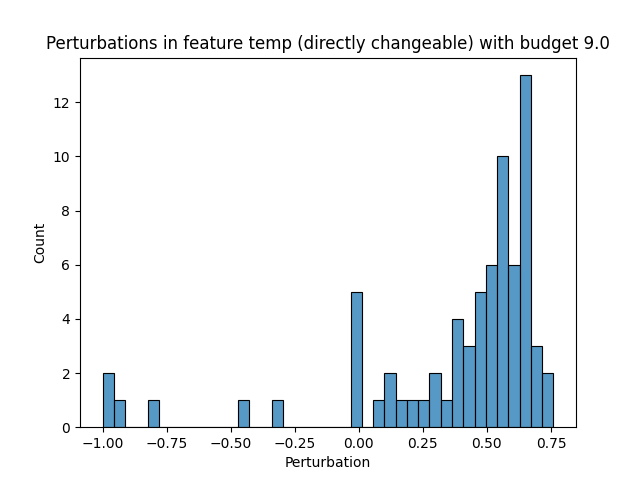 Perturbations in feature temp (directly changeable) with budget 9.0
12
10
8
6
4
2
0
Count
−1.00 −0.75 −0.50 −0.25 0.00 0.25 0.50 0.75
Perturbation